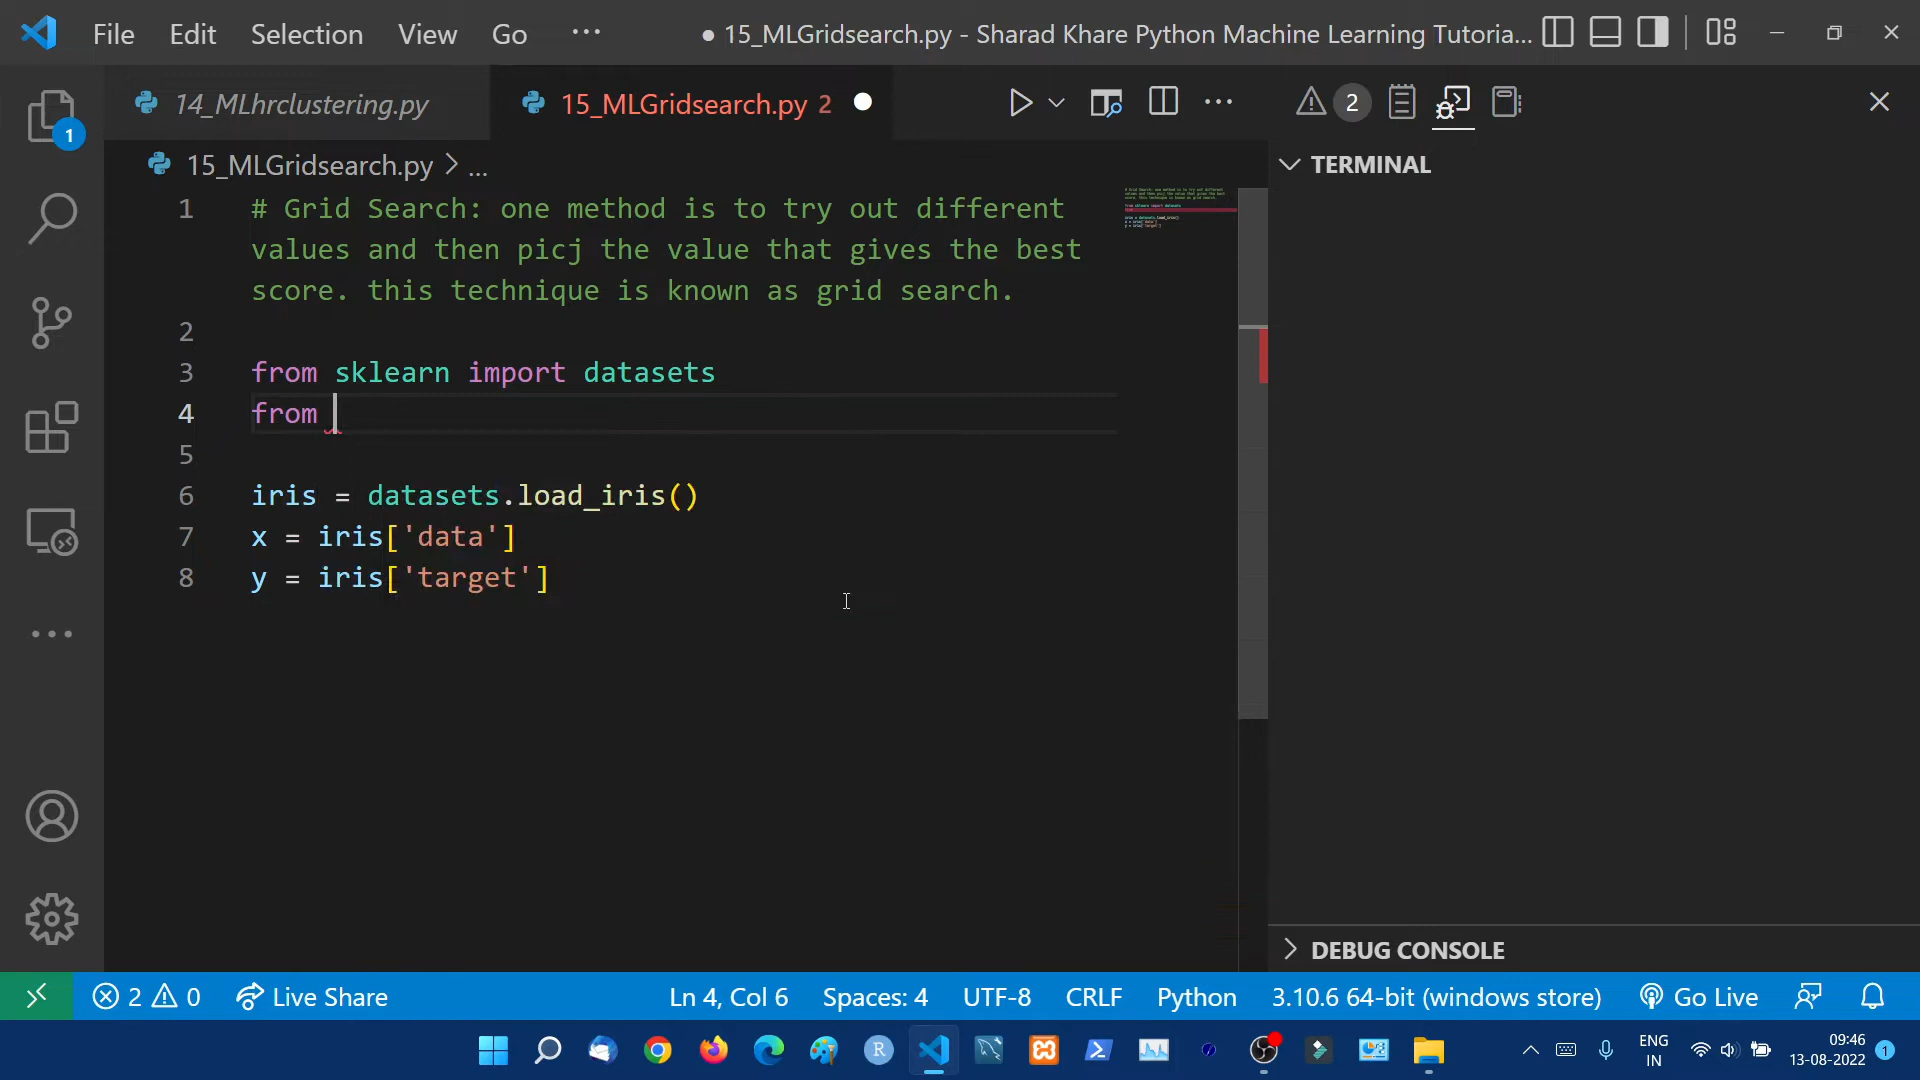 File Edit Selection View Go ··· ● 15_MLGridsearch.py - Sharad Khare Python Machine Learning Tutoria...
14_MLhrclustering.py 15_MLGridsearch.py 2 ● 2
1
15_MLGridsearch.py > ...
TERMINAL
1 # Grid Search: one method is to try out different
values and then picj the value that gives the best
score. this technique is known as grid search.
2
3 from sklearn import datasets
4 from
5
6 iris = datasets.load_iris()
7 x = iris['data']
8 y = iris['target']
DEBUG CONSOLE
2 0 Live Share Ln 4, Col 6 Spaces: 4 UTF-8 CRLF Python 3.10.6 64-bit (windows store) Go Live
R
ENG
IN
09:46
13-08-2022
1